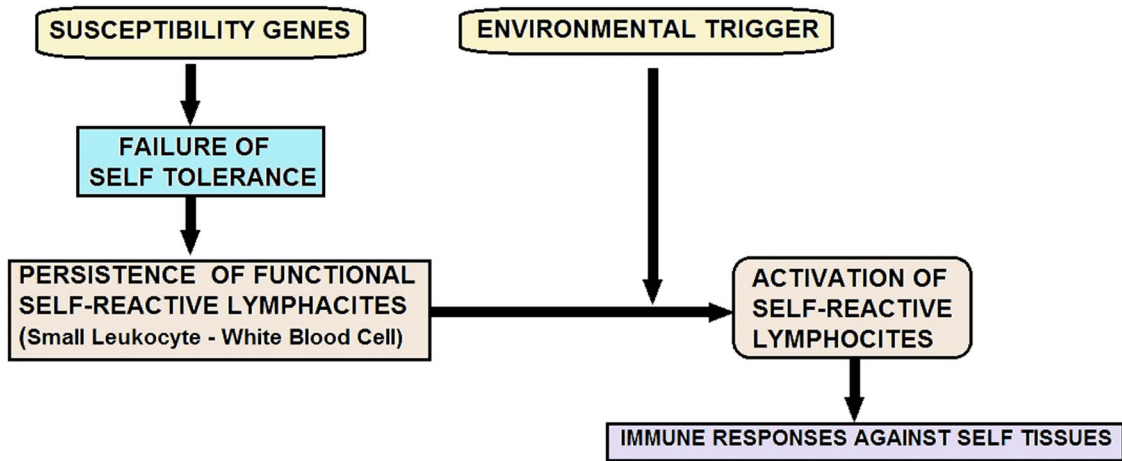 SUSCEPTIBILITY GENES
ENVIRONMENTAL TRIGGER
FAILURE OF
SELF TOLERANCE
PERSISTENCE OF FUNCTIONAL
SELF-REACTIVE LYMPHACITES
(Small Leukocyte - White Blood Cell)
ACTIVATION OF
SELF-REACTIVE
LYMPHOCITES
IMMUNE RESPONSES AGAINST SELF TISSUES